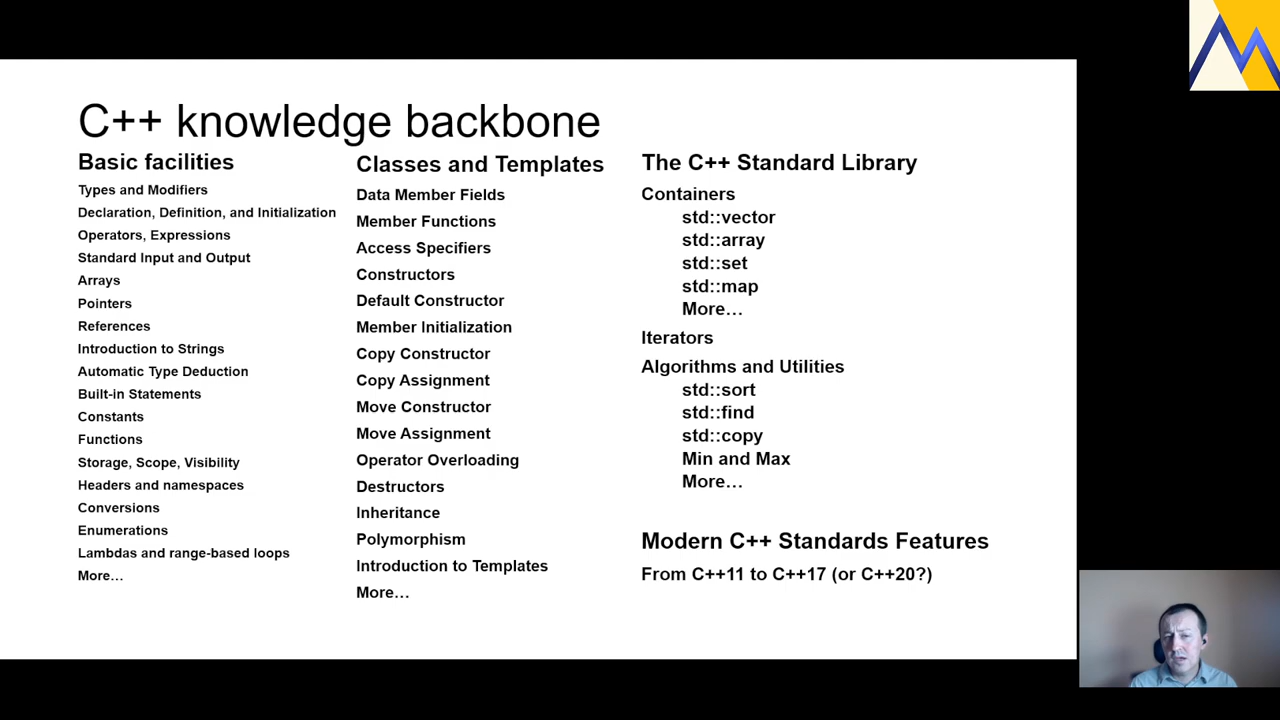 C++ knowledge backbone
Basic facilities
Types and Modifiers
Declaration, Definition, and Initialization
Operators, Expressions
Standard Input and Output
Arrays
Pointers
References
Introduction to Strings
Automatic Type Deduction
Built-in Statements
Constants
Functions
Storage, Scope, Visibility
Headers and namespaces
Conversions
Enumerations
Lambdas and range-based loops
More…
Classes and Templates
Data Member Fields
Member Functions
Access Specifiers
Constructors
Default Constructor
Member Initialization
Copy Constructor
Copy Assignment
Move Constructor
Move Assignment
Operator Overloading
Destructors
Inheritance
Polymorphism
Introduction to Templates
More…
The C++ Standard Library
Containers
std::vector
std::array
std::set
std::map
More…
Iterators
Algorithms and Utilities
std::sort
std::find
std::copy
Min and Max
More…
Modern C++ Standards Features
From C++11 to C++17 (or C++20?)